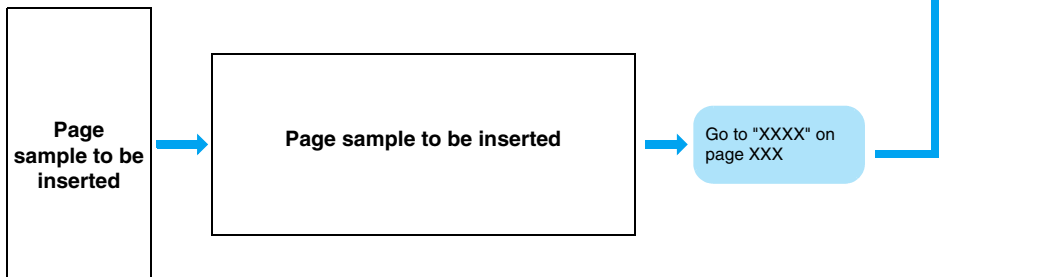 Page
sample to be
inserted
Page sample to be inserted
Go to "XXXX" on
page XXX